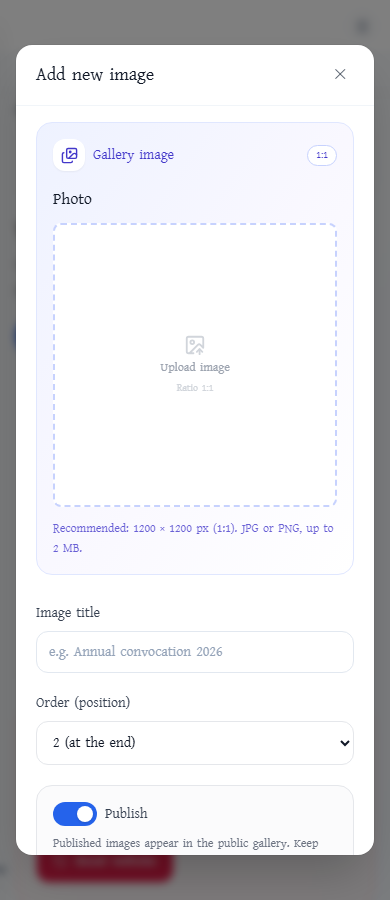 Add new image
Gallery image
1:1
Photo
Upload image
Ratio 1:1
Recommended: 1200 × 1200 px (1:1). JPG or PNG, up to
2 MB.
Image title
e.g. Annual convocation 2026
Order (position)
2 (at the end)
Publish
Published images appear in the public gallery. Keep